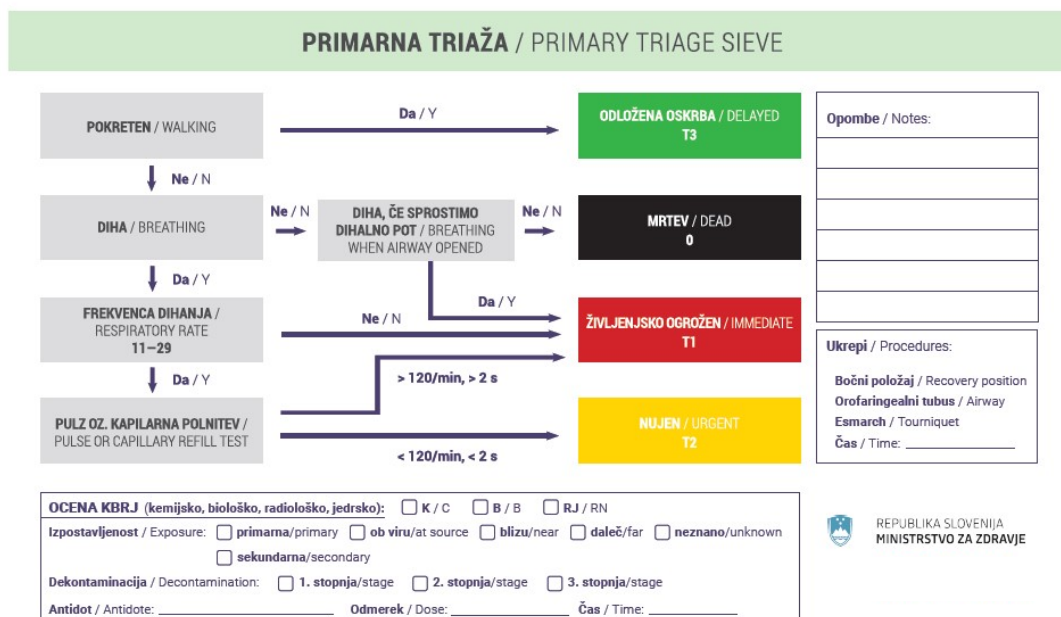 PRIMARNA TRIAŽA / PRIMARY TRIAGE SIEVE
POKRETEN / WALKING
Da / Y
ODLOŽENA OSKRBA / DELAYED
T3
Ne / N
DIHA / BREATHING
Ne / N
DIHA, ČE SPROSTIMO
DIHALNO POT / BREATHING
WHEN AIRWAY OPENED
Ne / N
MRTEV / DEAD
0
Da / Y
FREKVENCA DIHANJA /
RESPIRATORY RATE
11–29
Ne / N
Da / Y
ŽIVLJENJSKO OGROŽEN / IMMEDIATE
T1
Da / Y
> 120/min, > 2 s
PULZ OZ. KAPILARNA POLNITEV /
PULSE OR CAPILLARY REFILL TEST
< 120/min, < 2 s
NUJEN / URGENT
T2
Opombe / Notes:
Ukrepi / Procedures:
Bočni položaj / Recovery position
Orofaringealni tubus / Airway
Esmarch / Tourniquet
Čas / Time:
OCENA KBRJ (kemijsko, biološko, radiološko, jedrsko): K / C B / B RJ / RN
Izpostavljenost / Exposure: primarna/primary ob viru/at source blizu/near daleč/far neznano/unknown
sekundarna/secondary
Dekontaminacija / Decontamination: 1. stopnja/stage 2. stopnja/stage 3. stopnja/stage
Antidot / Antidote: Odmerek / Dose: Čas / Time:
REPUBLIKA SLOVENIJA
MINISTRSTVO ZA ZDRAVJE